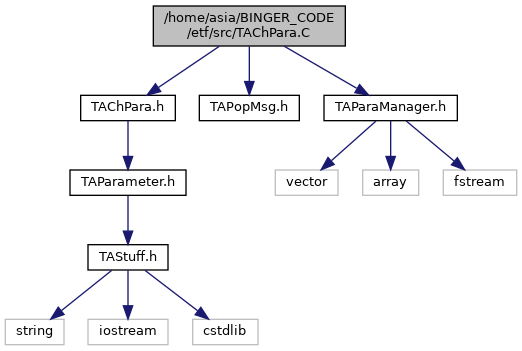 /home/asia/BINGER_CODE
/etf/src/TAChPara.C
TAChPara.h
TAPopMsg.h
TAParaManager.h
TAParameter.h
vector
array
fstream
TAStuff.h
string
iostream
cstdlib